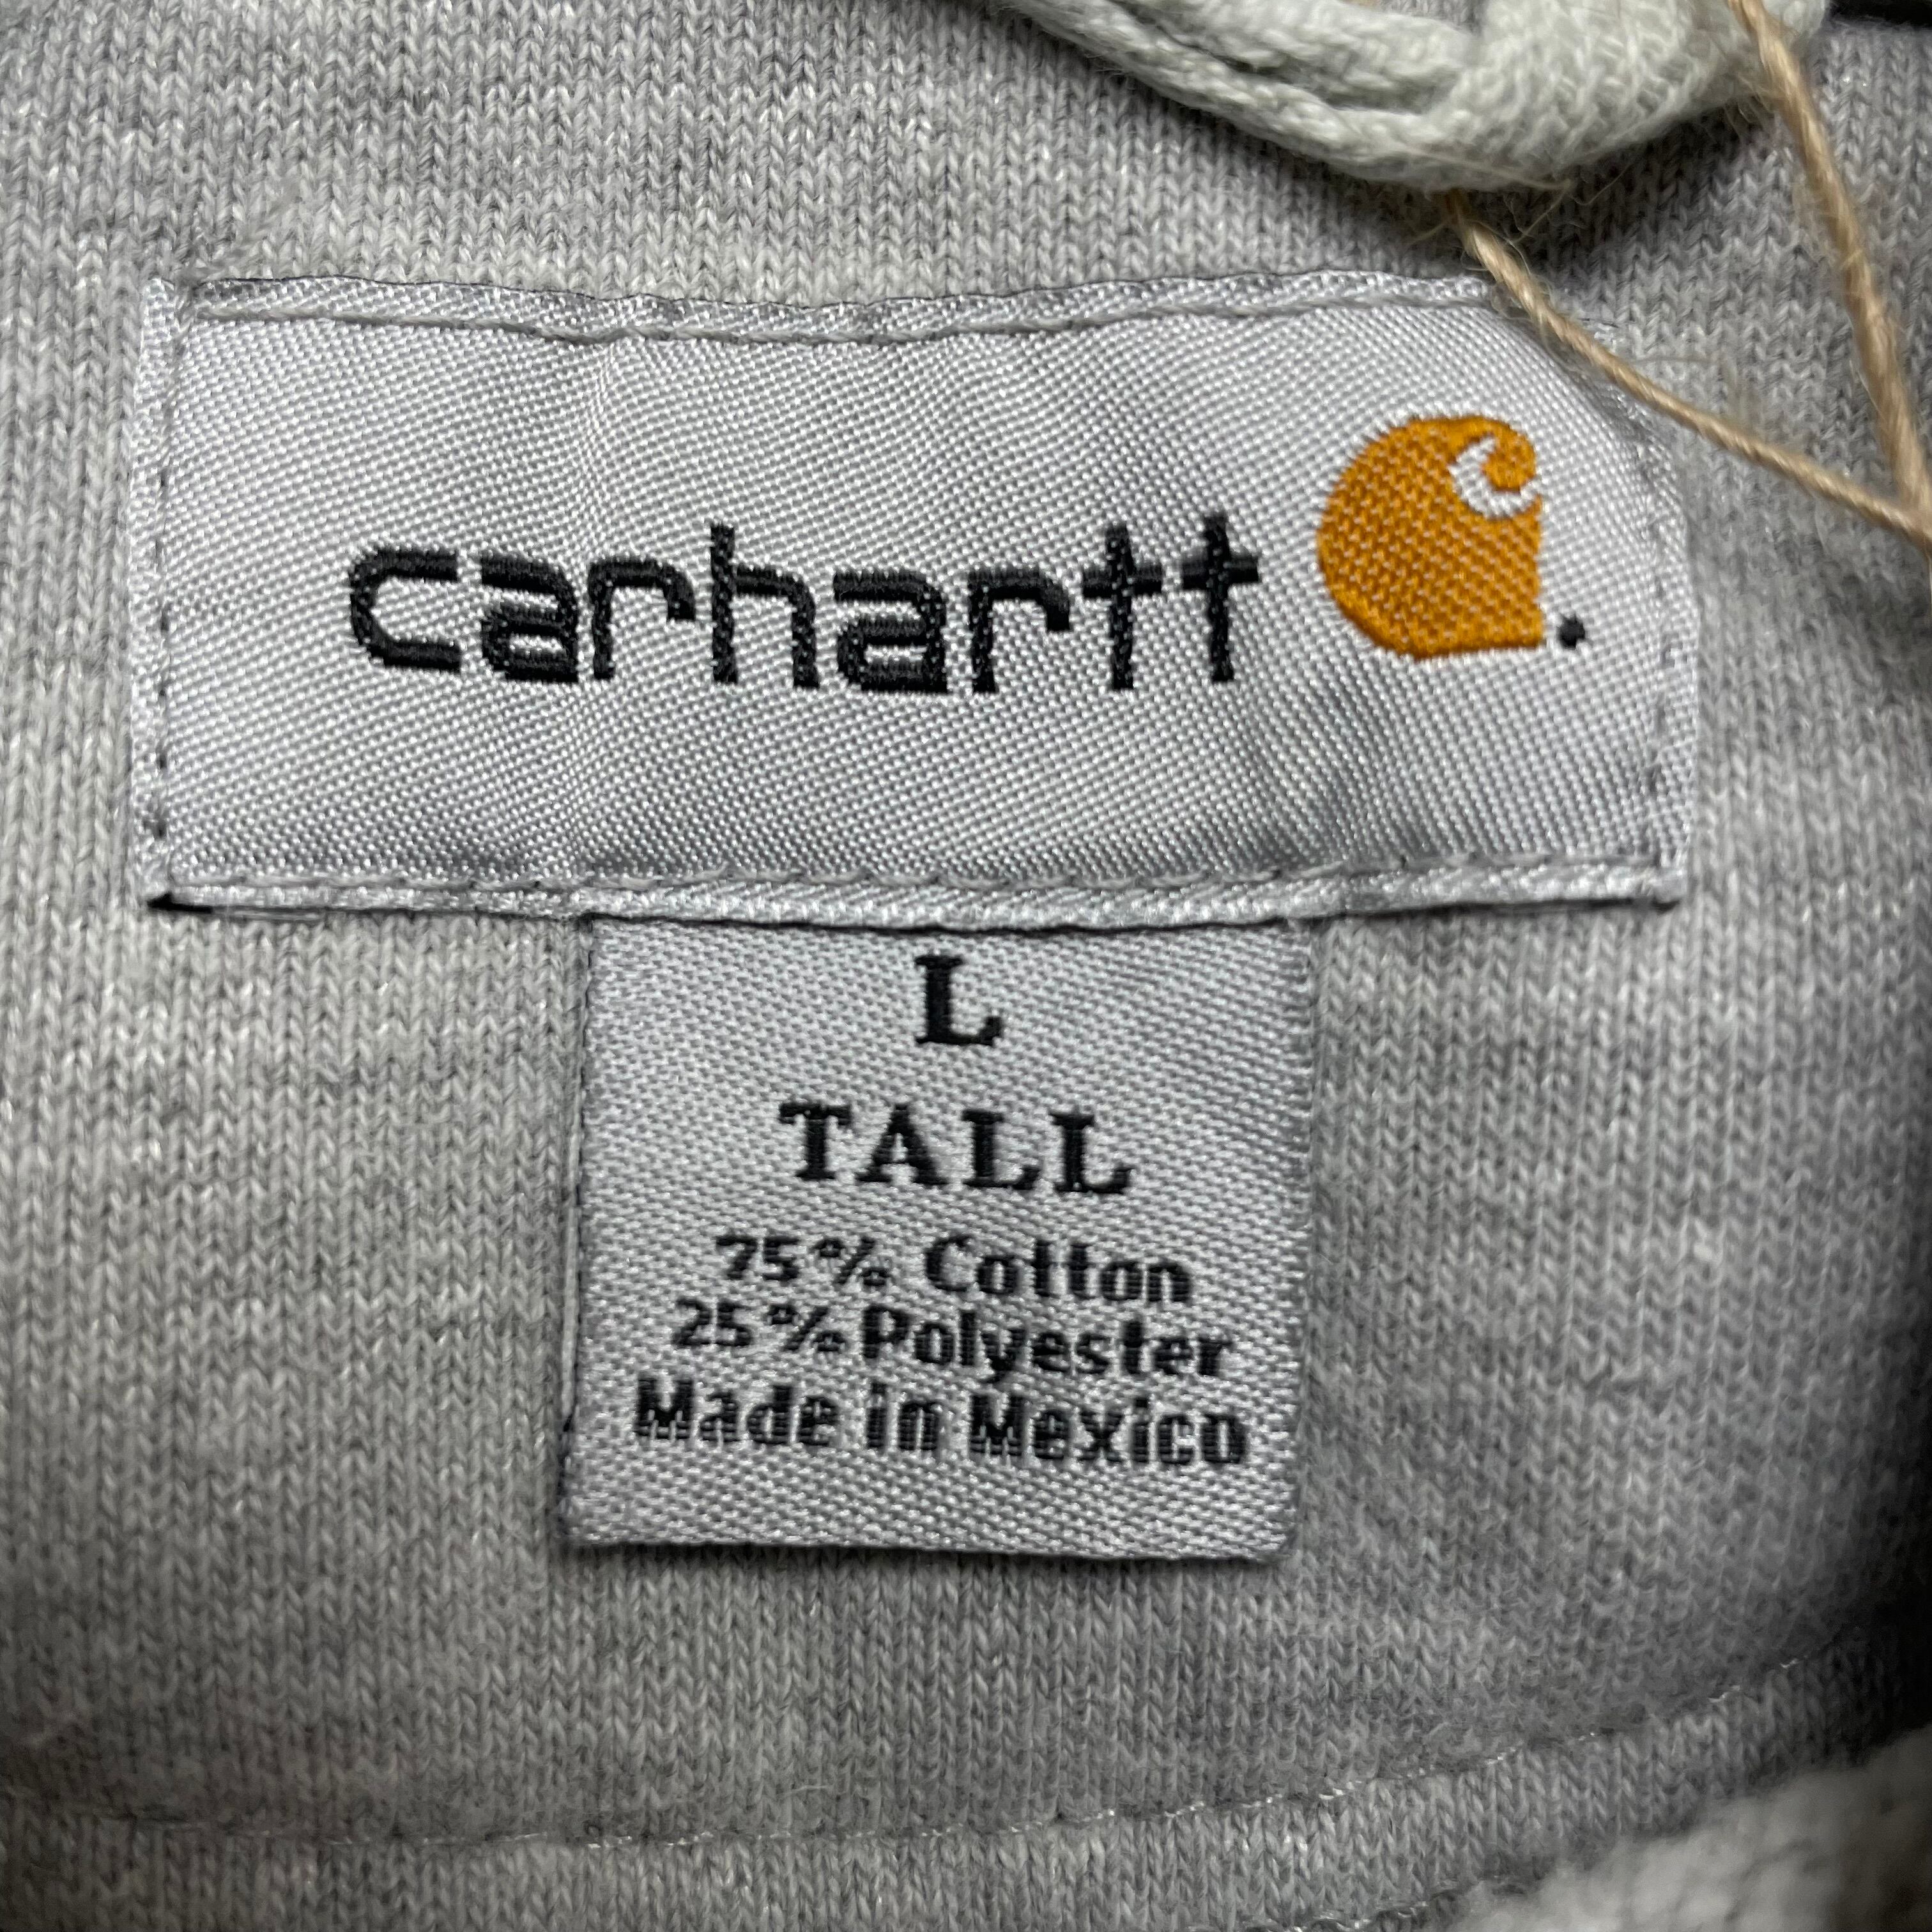 carhartt
L
TALL
75% Cotton
25% Polyester
Made in Mexico